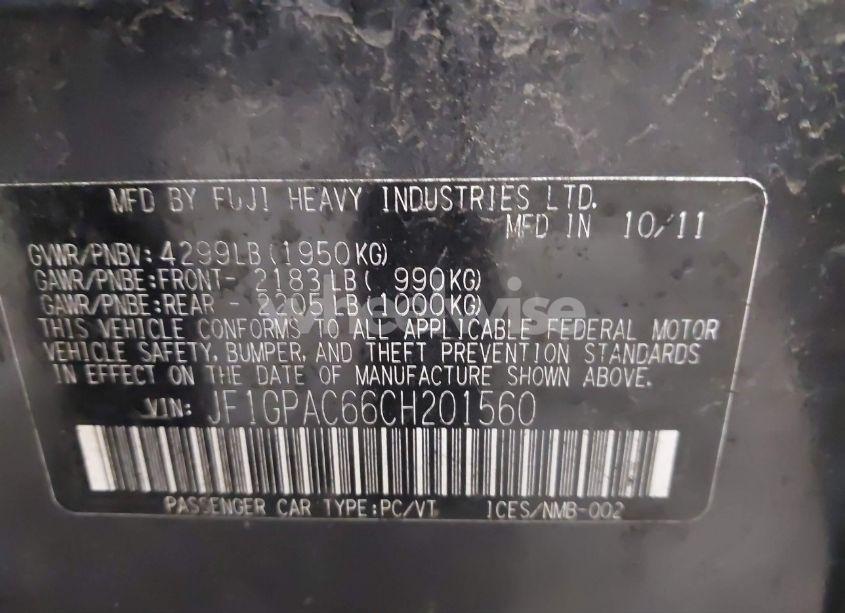 MFD BY FUJI HEAVY INDUSTRIES LTD.
MFD IN 10/11
GVWR/PNBV: 4299LB(1950KG)
GAWR/PNBE:FRONT- 2183LB( 990KG)
GAWR/PNBE:REAR - 2205LB(1000KG)
THIS VEHICLE CONFORMS TO ALL APPLICABLE FEDERAL MOTOR
VEHICLE SAFETY, BUMPER, AND THEFT PREVENTION STANDARDS
IN EFFECT ON THE DATE OF MANUFACTURE SHOWN ABOVE.
VIN: JF1GPAC66CH201560
PASSENGER CAR TYPE:PC/VT ICES/NMB-002